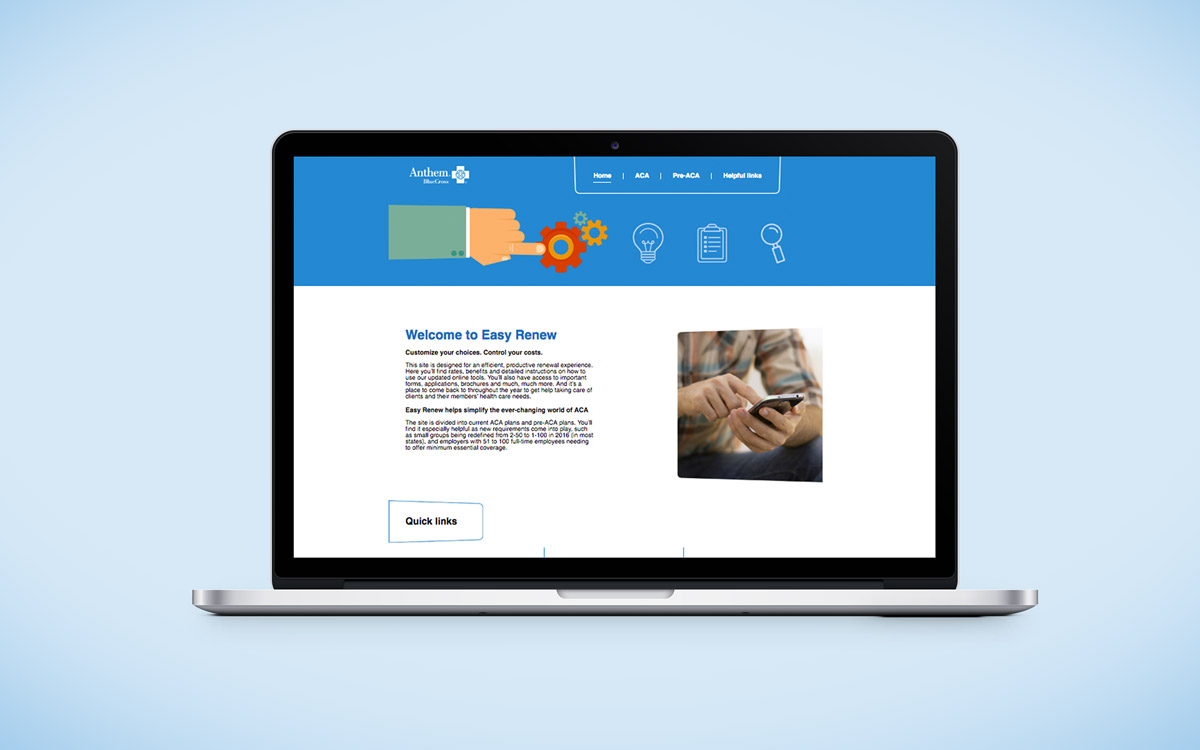 Anthem.
BlueCross
Home | ACA | Pre-ACA | Helpful links
Welcome to Easy Renew
Customize your choices. Control your costs.
This site is designed for an efficient, productive renewal experience.
Here you'll find rates, benefits and detailed instructions on how to
use our updated online tools. You'll also have access to important
forms, applications, brochures and much, much more. And it's a
place to come back to throughout the year to get help taking care of
clients and their members' health care needs.
Easy Renew helps simplify the ever-changing world of ACA
The site is divided into current ACA plans and pre-ACA plans. You'll
find it especially helpful as new requirements come into play, such
as small groups being redefined from 2-50 to 1-100 in 2016 (in most
states), and employers with 51 to 100 full-time employees needing
to offer minimum essential coverage.
Quick links